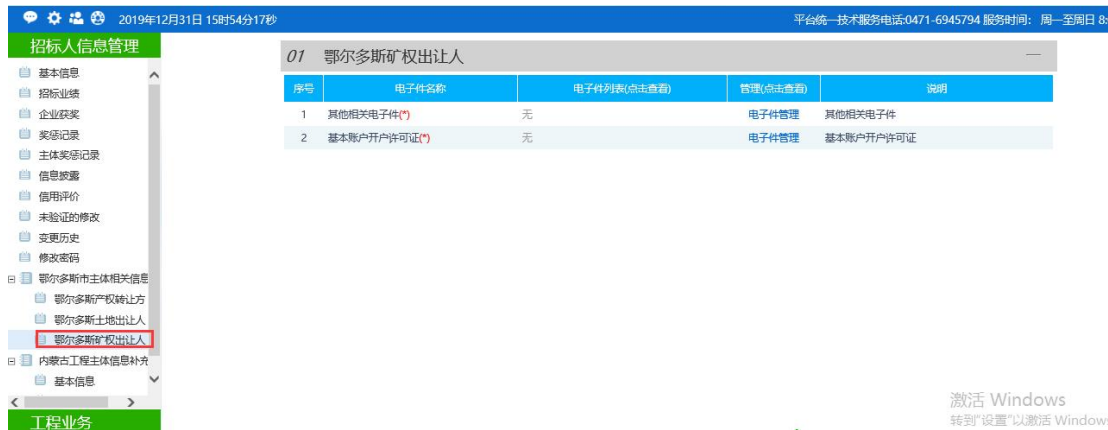 2019年12月31日 15时54分17秒 平台统一技术服务电话:0471-6945794 服务时间: 周一至周日 8:
招标人信息管理
基本信息
招标业绩
企业获奖
奖惩记录
主体奖惩记录
信息披露
信用评价
未验证的修改
变更历史
修改密码
鄂尔多斯市主体相关信息
鄂尔多斯产权转让方
鄂尔多斯土地出让人
鄂尔多斯矿权出让人
内蒙古工程主体信息补充
基本信息
工程业务
01 鄂尔多斯矿权出让人
序号 电子件名称 电子件列表(点击查看) 管理(点击查看) 说明
1 其他相关电子件(*) 无 电子件管理 其他相关电子件
2 基本账户开户许可证(*) 无 电子件管理 基本账户开户许可证
激活 Windows
转到"设置"以激活 Windows